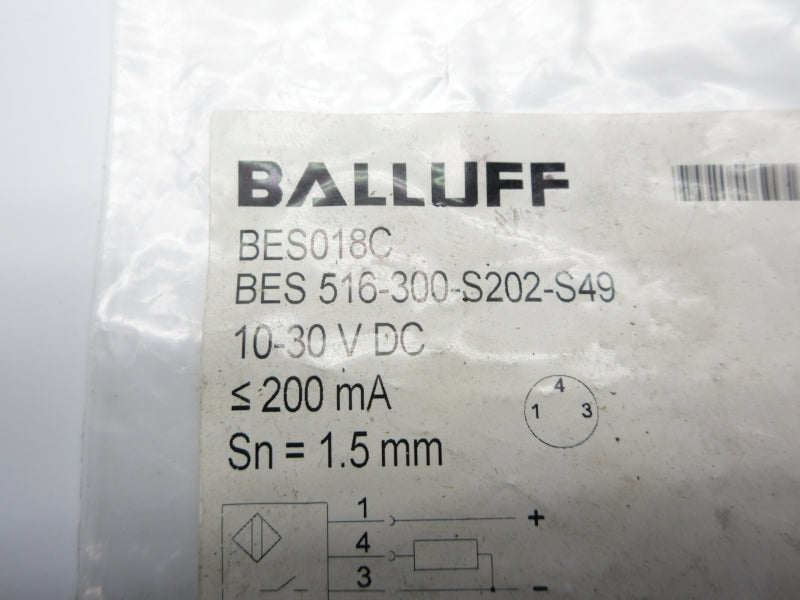 BALLUFF
BES018C
BES 516-300-S202-S49
10-30 V DC
≤ 200 mA
Sn = 1.5 mm
4
1 3
1 +
4
3 -